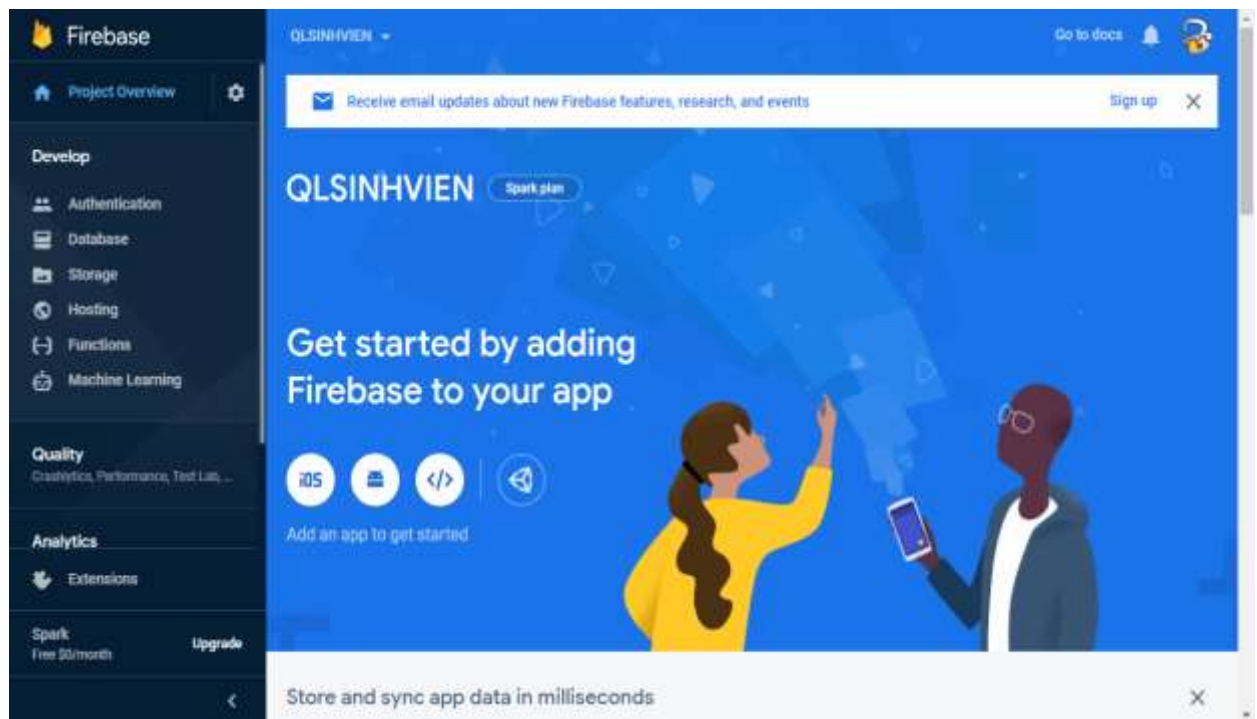 Firebase
Project Overview
Develop
Authentication
Database
Storage
Hosting
Functions
Machine Learning
Quality
Crashlytics, Performance, Test Lab, ...
Analytics
Extensions
Spark
Free $0/month
Upgrade
QLSINHVIEN
Go to docs
Receive email updates about new Firebase features, research, and events
Sign up
QLSINHVIEN Spark plan
Get started by adding
Firebase to your app
iOS
</>
Add an app to get started
Store and sync app data in milliseconds